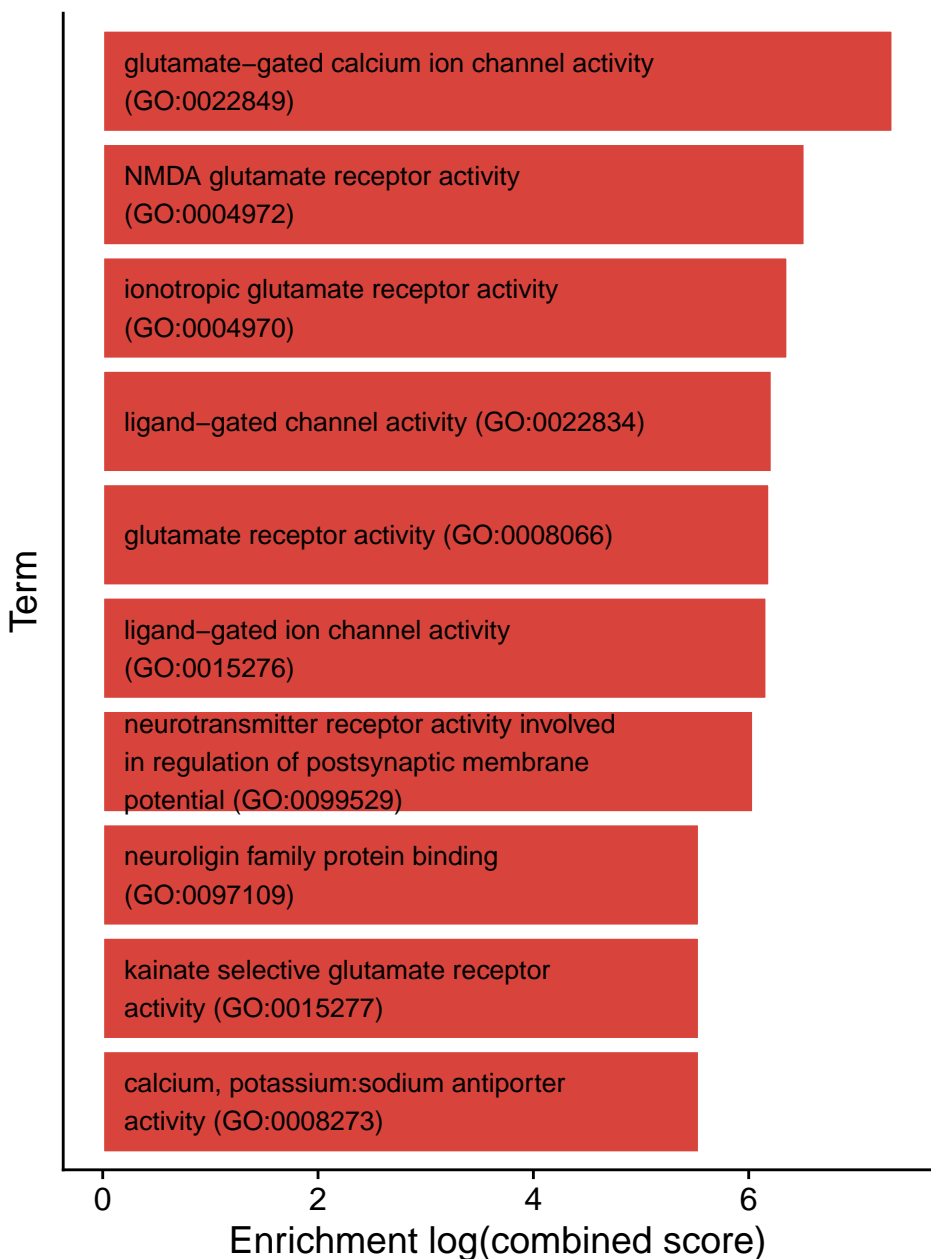 glutamate−gated calcium ion channel activity
(GO:0022849)
NMDA glutamate receptor activity
(GO:0004972)
ionotropic glutamate receptor activity
(GO:0004970)
ligand−gated channel activity (GO:0022834)
glutamate receptor activity (GO:0008066)
ligand−gated ion channel activity
(GO:0015276)
neurotransmitter receptor activity involved
in regulation of postsynaptic membrane
potential (GO:0099529)
neuroligin family protein binding
(GO:0097109)
kainate selective glutamate receptor
activity (GO:0015277)
calcium, potassium:sodium antiporter
activity (GO:0008273)
Term
0 2 4 6
Enrichment log(combined score)